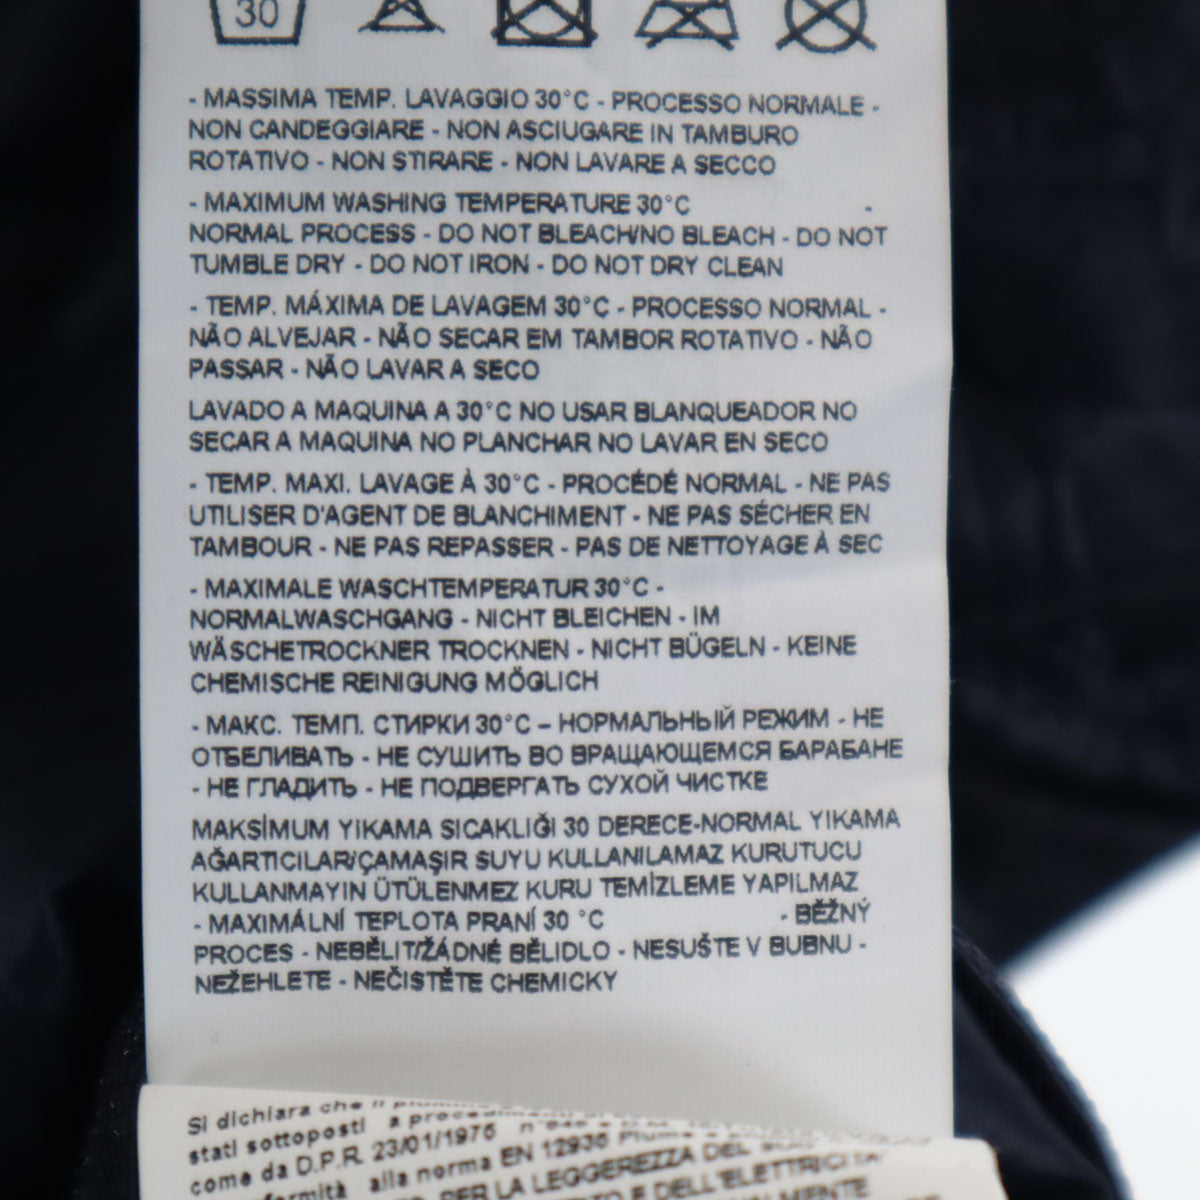 30
- MASSIMA TEMP. LAVAGGIO 30°C - PROCESSO NORMALE -
NON CANDEGGIARE - NON ASCIUGARE IN TAMBURO
ROTATIVO - NON STIRARE - NON LAVARE A SECCO
- MAXIMUM WASHING TEMPERATURE 30°C -
NORMAL PROCESS - DO NOT BLEACH/NO BLEACH - DO NOT
TUMBLE DRY - DO NOT IRON - DO NOT DRY CLEAN
- TEMP. MÁXIMA DE LAVAGEM 30°C - PROCESSO NORMAL -
NÃO ALVEJAR - NÃO SECAR EM TAMBOR ROTATIVO - NÃO
PASSAR - NÃO LAVAR A SECO
LAVADO A MAQUINA A 30°C NO USAR BLANQUEADOR NO
SECAR A MAQUINA NO PLANCHAR NO LAVAR EN SECO
- TEMP. MAXI. LAVAGE À 30°C - PROCÉDÉ NORMAL - NE PAS
UTILISER D'AGENT DE BLANCHIMENT - NE PAS SÉCHER EN
TAMBOUR - NE PAS REPASSER - PAS DE NETTOYAGE À SEC
- MAXIMALE WASCHTEMPERATUR 30°C -
NORMALWASCHGANG - NICHT BLEICHEN - IM
WÄSCHETROCKNER TROCKNEN - NICHT BÜGELN - KEINE
CHEMISCHE REINIGUNG MÖGLICH
- МАКС. ТЕМП. СТИРКИ 30°C – НОРМАЛЬНЫЙ РЕЖИМ - НЕ
ОТБЕЛИВАТЬ - НЕ СУШИТЬ ВО ВРАЩАЮЩЕМСЯ БАРАБАНЕ
- НЕ ГЛАДИТЬ - НЕ ПОДВЕРГАТЬ СУХОЙ ЧИСТКЕ
MAKSİMUM YIKAMA SICAKLIĞI 30 DERECE-NORMAL YIKAMA
AĞARTICILAR/ÇAMAŞIR SUYU KULLANILAMAZ KURUTUCU
KULLANMAYIN ÜTÜLENMEZ KURU TEMİZLEME YAPILMAZ
- MAXIMÁLNÍ TEPLOTA PRANÍ 30 °C - BĚŽNÝ
PROCES - NEBĚLIT/ŽÁDNÉ BĚLIDLO - NESUŠTE V BUBNU -
NEŽEHLETE - NEČISTĚTE CHEMICKY
Si dichiara che il
stati sottoposti a
come da D.P.R. 23/01/1975
alla norma EN 12935 Piume
PER LA LEGGEREZZA DEL
E DELL'ELETTRICITA'